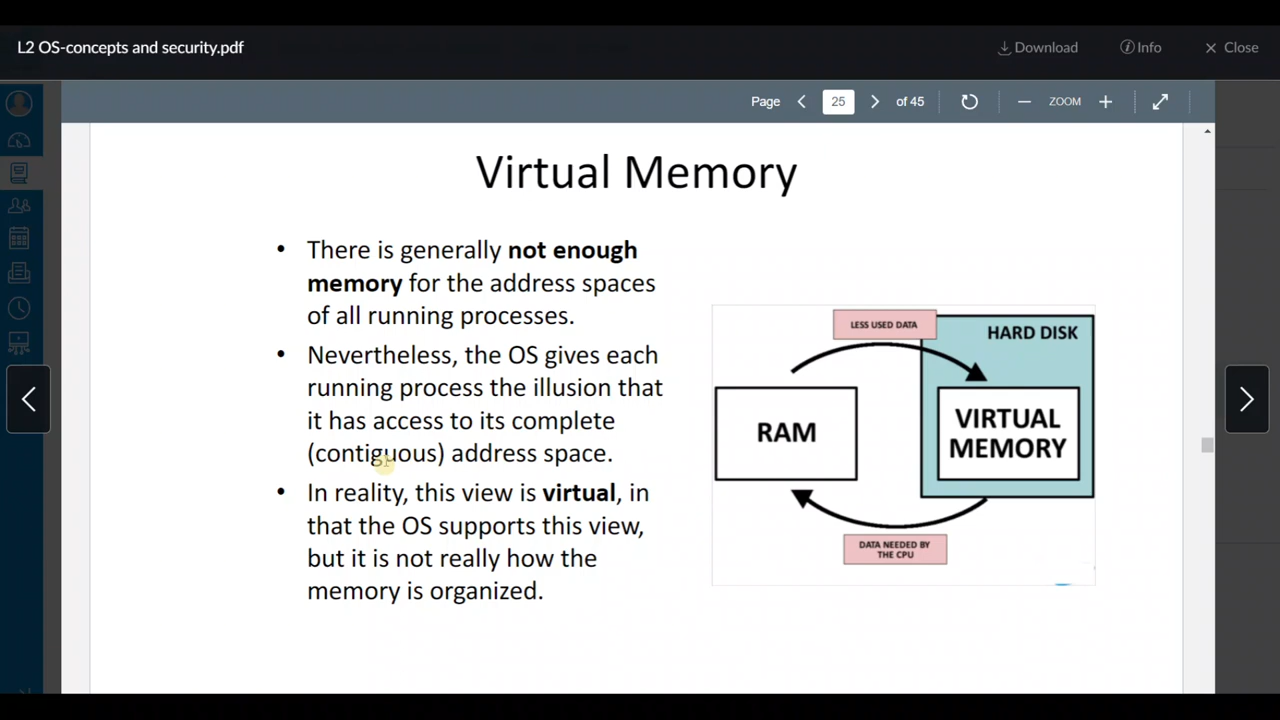 L2 OS-concepts and security.pdf
Download
Info
Close
Page
25
of 45
ZOOM
Virtual Memory
• There is generally not enough
memory for the address spaces
of all running processes.
• Nevertheless, the OS gives each
running process the illusion that
it has access to its complete
(contiguous) address space.
• In reality, this view is virtual, in
that the OS supports this view,
but it is not really how the
memory is organized.
LESS USED DATA
HARD DISK
RAM
VIRTUAL
MEMORY
DATA NEEDED BY
THE CPU